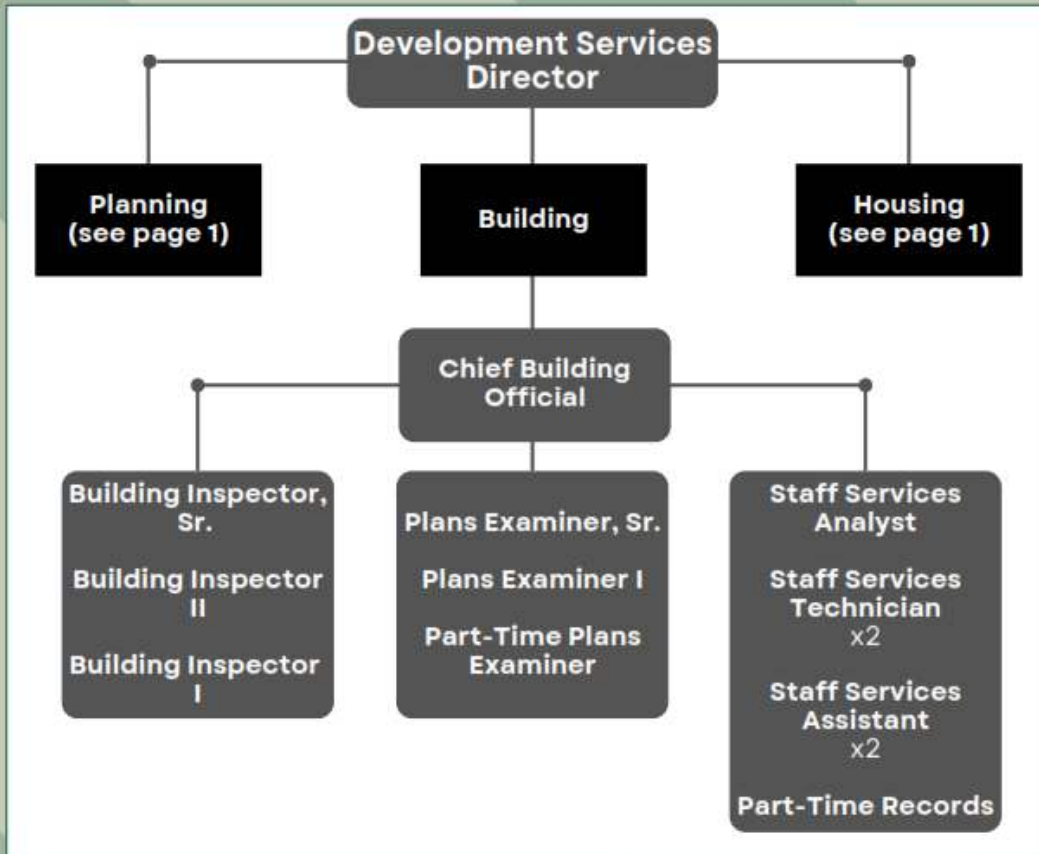 Development Services
Director
Planning
(see page 1)
Building
Housing
(see page 1)
Chief Building
Official
Building Inspector,
Sr.
Building Inspector
II
Building Inspector
I
Plans Examiner, Sr.
Plans Examiner I
Part-Time Plans
Examiner
Staff Services
Analyst
Staff Services
Technician
x2
Staff Services
Assistant
x2
Part-Time Records